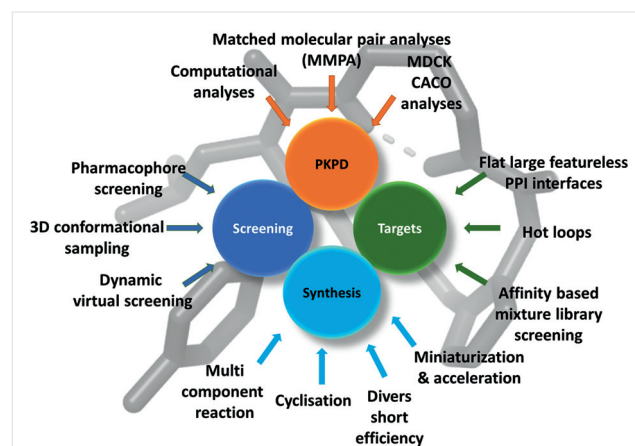 Matched molecular pair analyses
(MMPA)
Computational
analyses
MDCK
CACO
analyses
PKPD
Pharmacophore
screening
Flat large featureless
PPI interfaces
3D conformational
sampling
Screening
Targets
Hot loops
Dynamic
virtual screening
Synthesis
Affinity based
mixture library
screening
Multi
component
reaction
Cyclisation
Divers
short
efficiency
Miniaturization
& acceleration